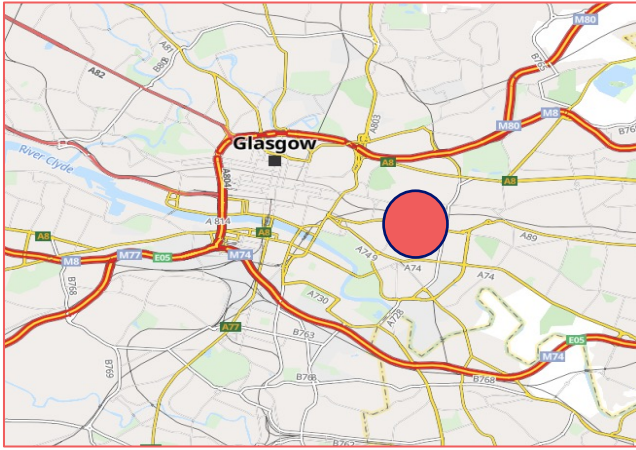 M80
A81
B808
B765
A82
M8
A803
M80
B76
Glasgow
River Clyde
A8
A8
A804
A 814
A8
A8
A89
A749
M77
E05
M74
A74
M8
A74
B768
A730
A728
A77
B763
E05
M74
B769
B768
B768
B762